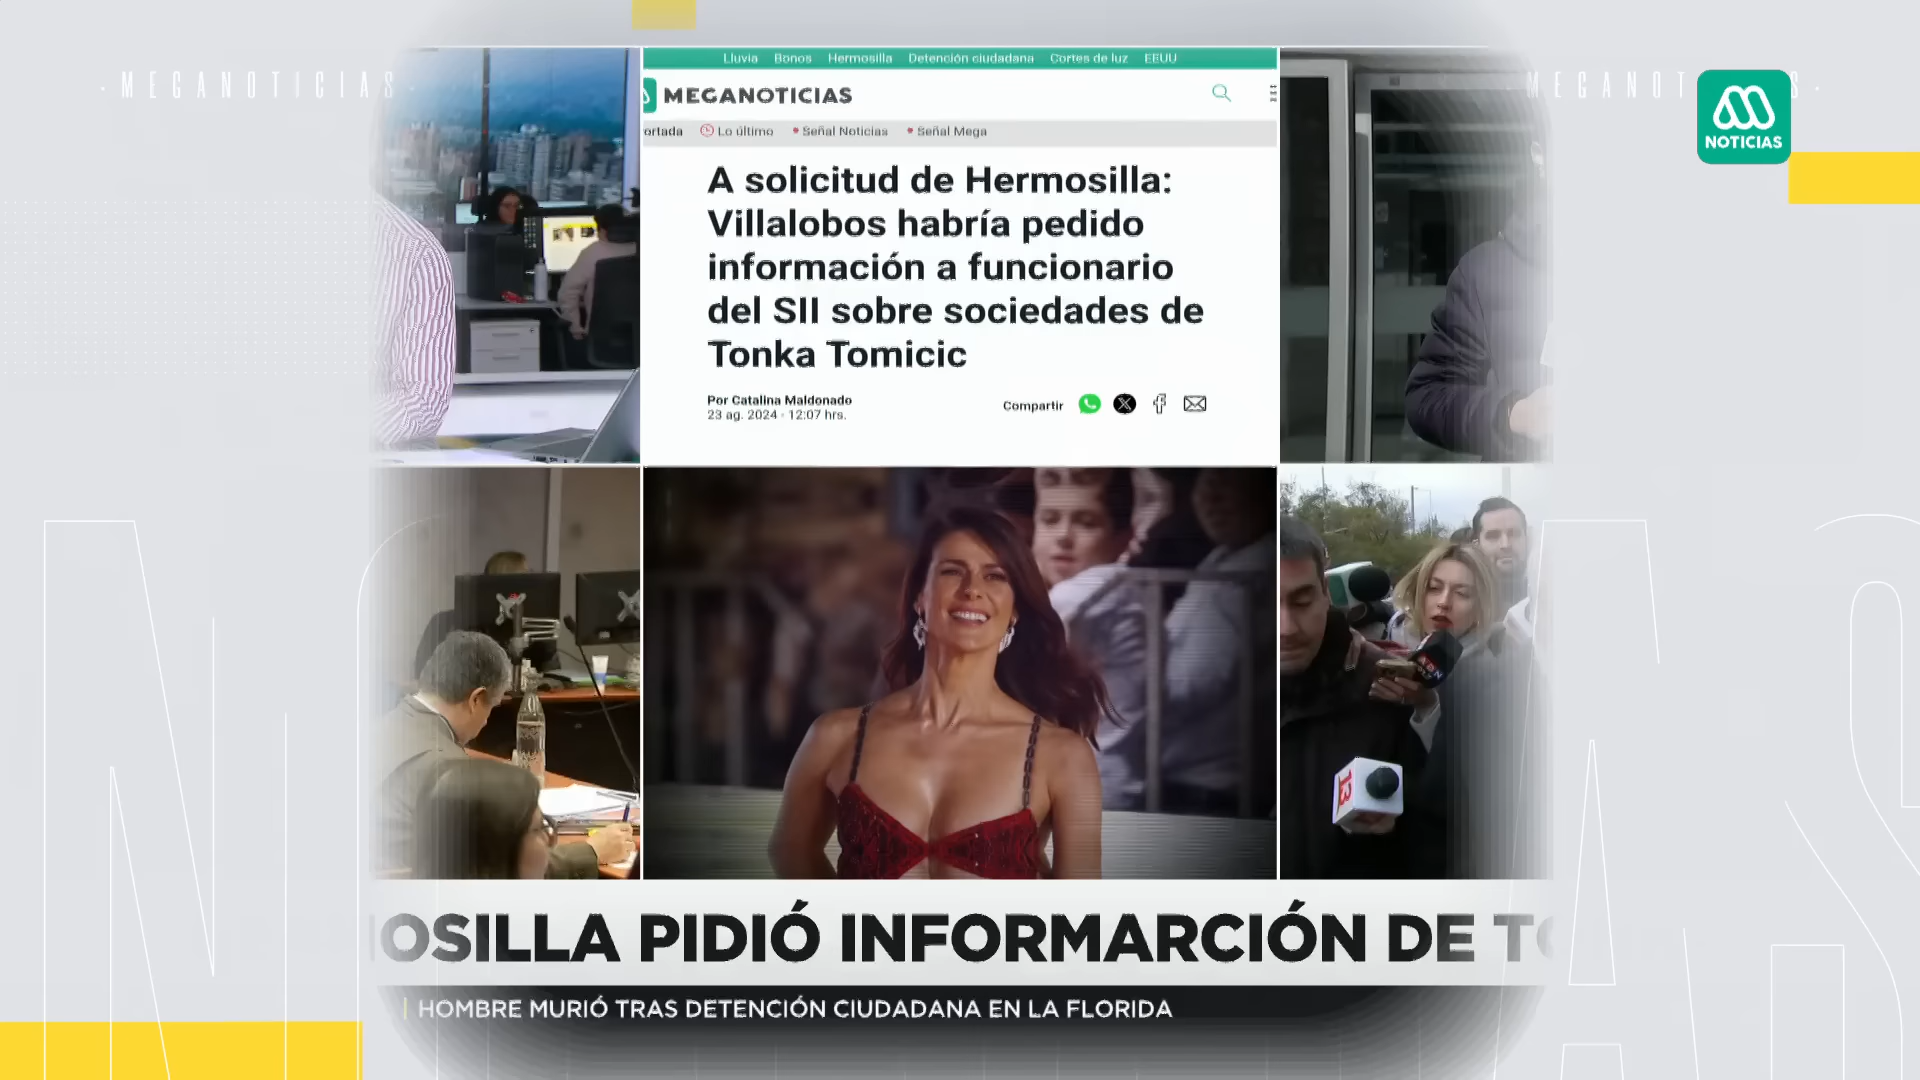 MEGANOTICIAS
Lluvia Bonos Hermosilla Detención ciudadana Cortes de luz EEUU
MEGANOTICIAS
ortada Lo último Señal Noticias Señal Mega
NOTICIAS
A solicitud de Hermosilla:
Villalobos habría pedido
información a funcionario
del SII sobre sociedades de
Tonka Tomicic
Por Catalina Maldonado
23 ag. 2024 - 12:07 hrs.
Compartir
13
OSILLA PIDIÓ INFORMARCIÓN DE TO
HOMBRE MURIÓ TRAS DETENCIÓN CIUDADANA EN LA FLORIDA